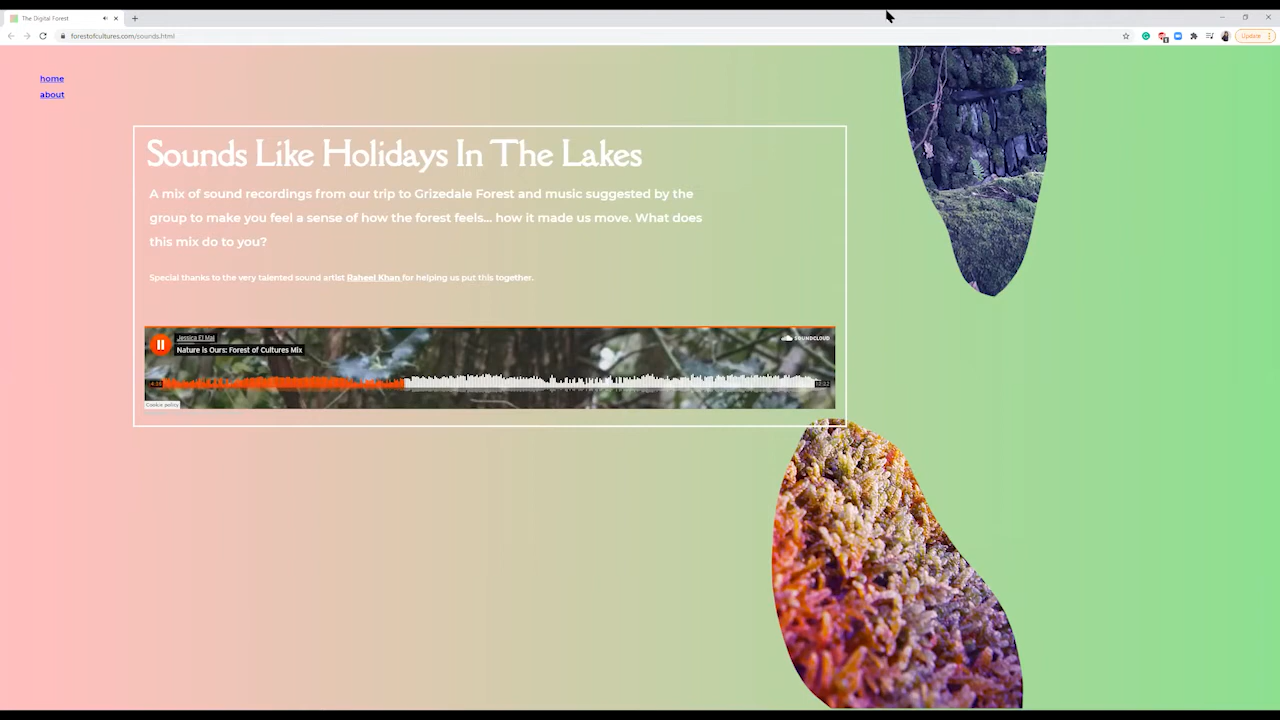 The Digital Forest
forestofcultures.com/sounds.html
Update
home
about
Sounds Like Holidays In The Lakes
A mix of sound recordings from our trip to Grizedale Forest and music suggested by the
group to make you feel a sense of how the forest feels... how it made us move. What does
this mix do to you?
Special thanks to the very talented sound artist Raheel Khan for helping us put this together.
Jessica El Mal
SOUNDCLOUD
Nature is Ours: Forest of Cultures Mix
Cookie policy